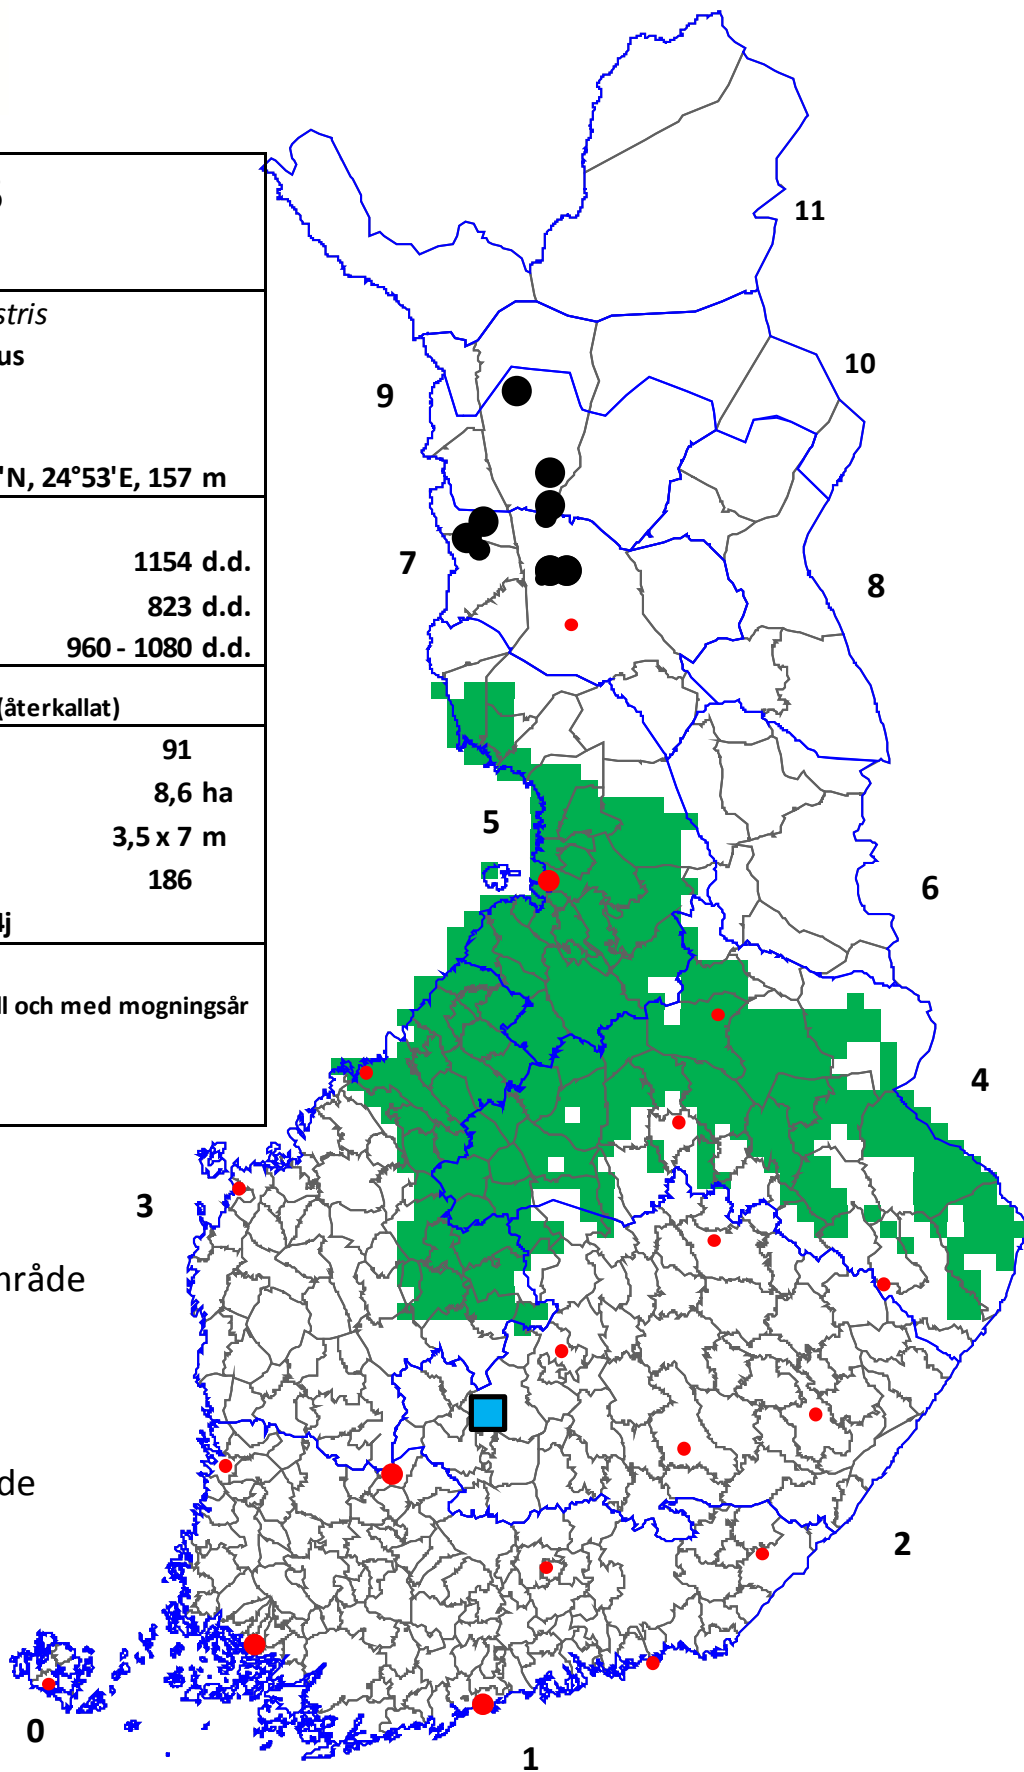 stris
us
'N, 24°53'E, 157 m
1154 d.d.
823 d.d.
960 - 1080 d.d.
(återkallat)
91
8,6 ha
3,5 x 7 m
186
4j
ll och med mogningsår
mråde
de
11
10
9
8
7
6
5
4
3
2
1
0